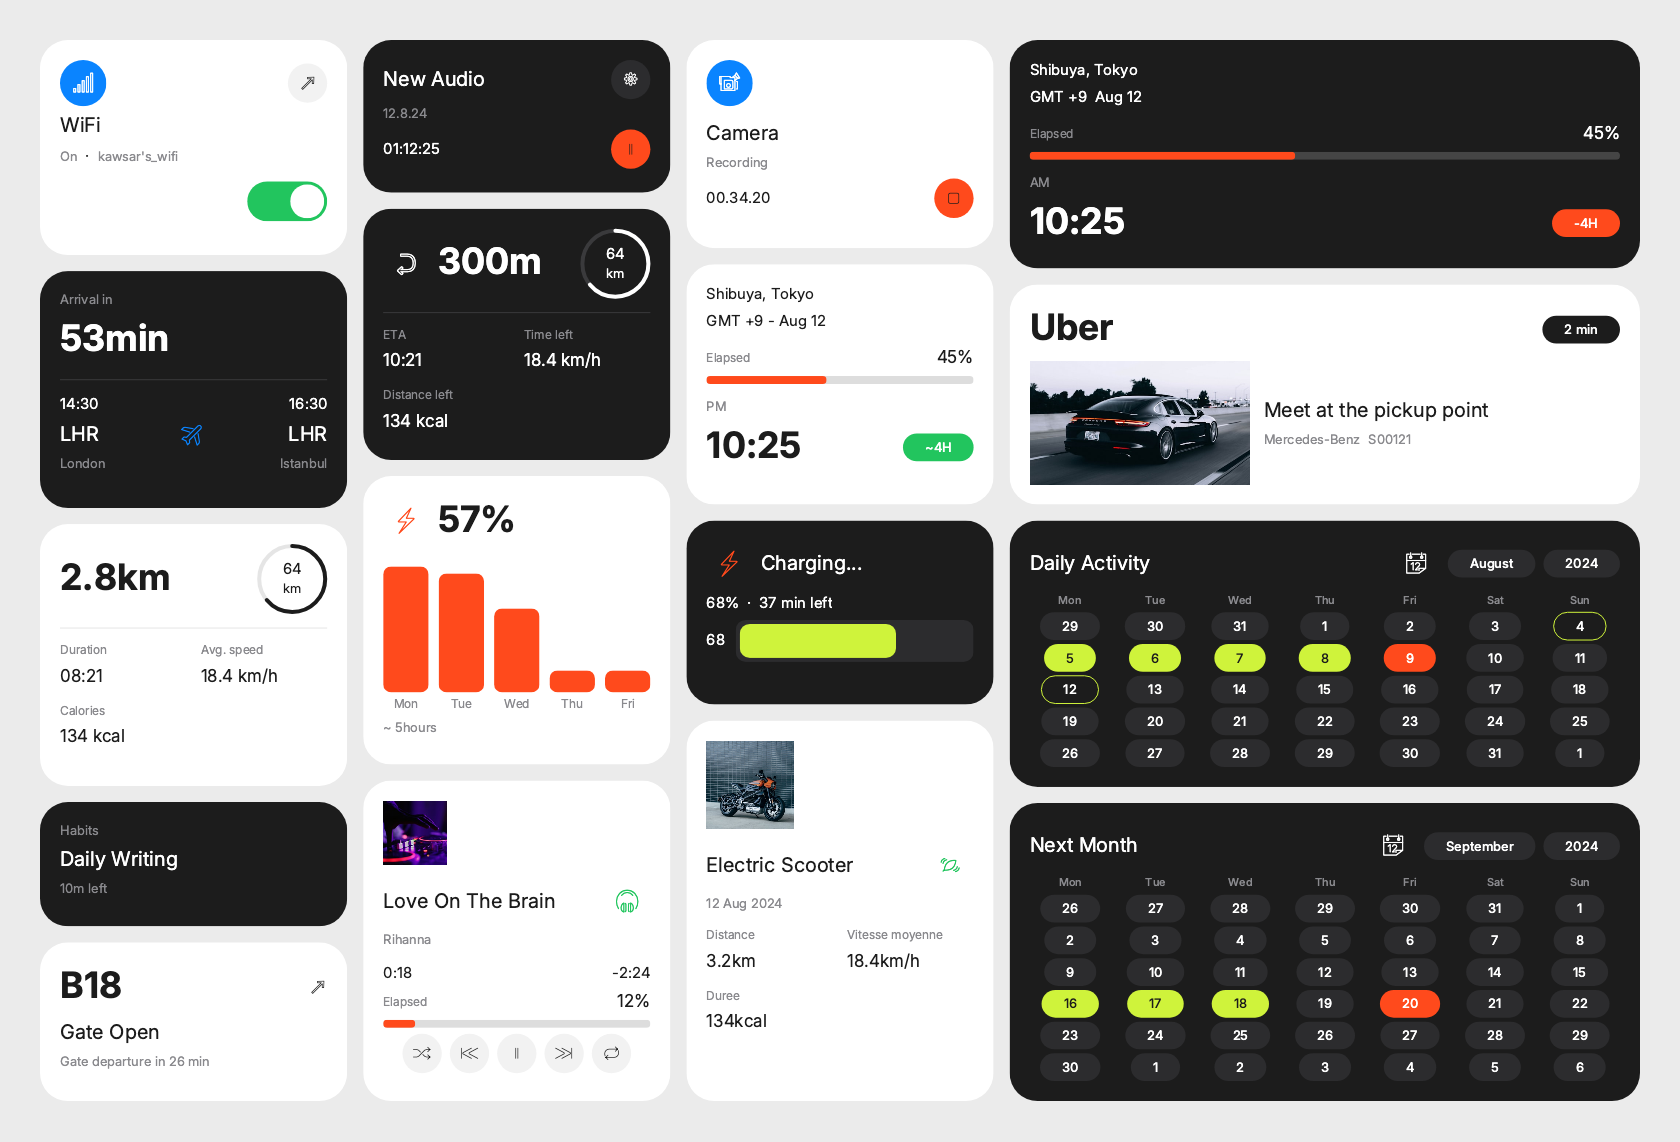 WiFi
On · kawsar's_wifi
Arrival in
53min
14:30 16:30
LHR LHR
London Istanbul
2.8km
64
km
Duration Avg. speed
08:21 18.4 km/h
Calories
134 kcal
Habits
Daily Writing
10m left
B18
Gate Open
Gate departure in 26 min
New Audio
12.8.24
01:12:25
300m
64
km
ETA Time left
10:21 18.4 km/h
Distance left
134 kcal
57%
Mon Tue Wed Thu Fri
~ 5hours
Love On The Brain
Rihanna
0:18 -2:24
Elapsed 12%
Camera
Recording
00.34.20
Shibuya, Tokyo
GMT +9 - Aug 12
Elapsed 45%
PM
10:25 ~4H
Charging...
68% · 37 min left
68
Electric Scooter
12 Aug 2024
Distance Vitesse moyenne
3.2km 18.4km/h
Duree
134kcal
Shibuya, Tokyo
GMT +9 Aug 12
Elapsed 45%
AM
10:25 -4H
Uber 2 min
Meet at the pickup point
Mercedes-Benz S00121
Daily Activity 12 August 2024
Mon Tue Wed Thu Fri Sat Sun
29 30 31 1 2 3 4
5 6 7 8 9 10 11
12 13 14 15 16 17 18
19 20 21 22 23 24 25
26 27 28 29 30 31 1
Next Month 12 September 2024
Mon Tue Wed Thu Fri Sat Sun
26 27 28 29 30 31 1
2 3 4 5 6 7 8
9 10 11 12 13 14 15
16 17 18 19 20 21 22
23 24 25 26 27 28 29
30 1 2 3 4 5 6